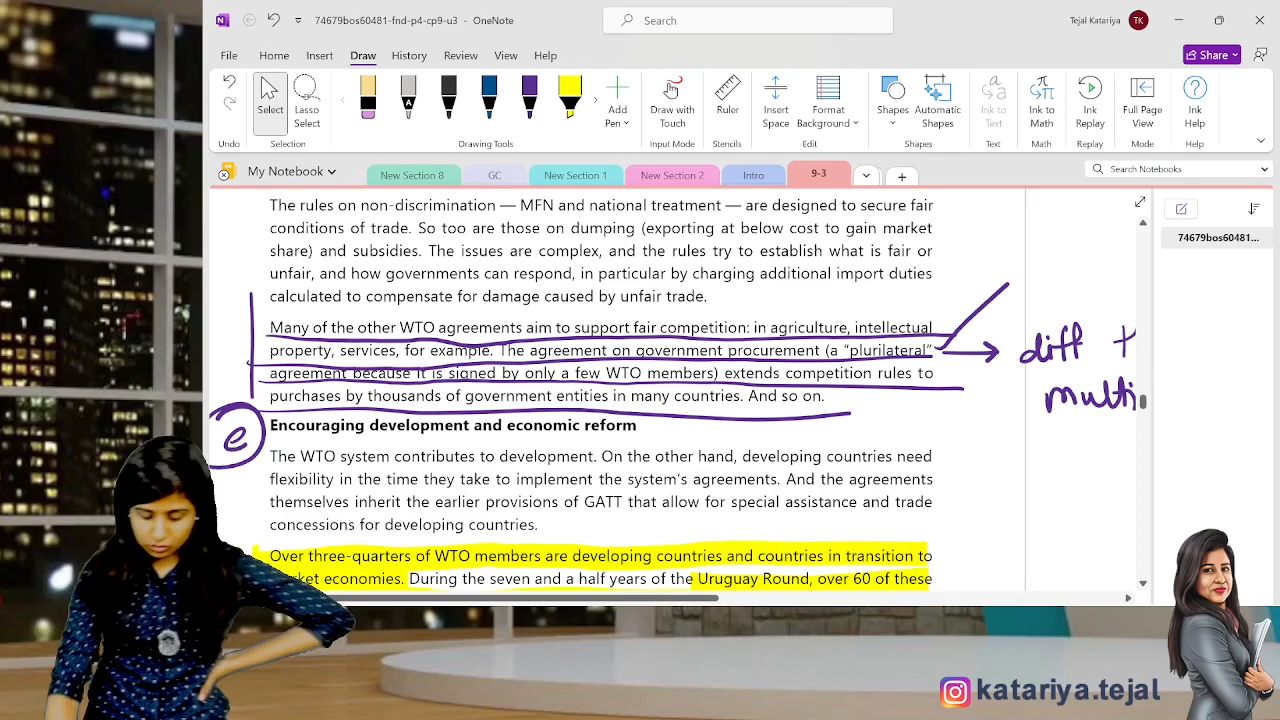 74679bos60481-fnd-p4-cp9-u3 - OneNote
Search
Tejal Katariya
TK
File Home Insert Draw History Review View Help
Share
Select
Lasso Select
Add Pen
Draw with Touch
Ruler
Insert Space
Format Background
Shapes
Automatic Shapes
Ink to Text
Ink to Math
Ink Replay
Full Page View
Ink Help
Undo Selection Drawing Tools Input Mode Stencils Edit Shapes Text Math Replay Mode Help
My Notebook
New Section 8 GC New Section 1 New Section 2 Intro 9-3
Search Notebooks
74679bos60481...
The rules on non-discrimination — MFN and national treatment — are designed to secure fair
conditions of trade. So too are those on dumping (exporting at below cost to gain market
share) and subsidies. The issues are complex, and the rules try to establish what is fair or
unfair, and how governments can respond, in particular by charging additional import duties
calculated to compensate for damage caused by unfair trade.
Many of the other WTO agreements aim to support fair competition: in agriculture, intellectual
property, services, for example. The agreement on government procurement (a “plurilateral”
agreement because it is signed by only a few WTO members) extends competition rules to
purchases by thousands of government entities in many countries. And so on.
diff
multi
e
Encouraging development and economic reform
The WTO system contributes to development. On the other hand, developing countries need
flexibility in the time they take to implement the system's agreements. And the agreements
themselves inherit the earlier provisions of GATT that allow for special assistance and trade
concessions for developing countries.
Over three-quarters of WTO members are developing countries and countries in transition to
economies. During the seven and a half years of the Uruguay Round, over 60 of these
katariya.tejal